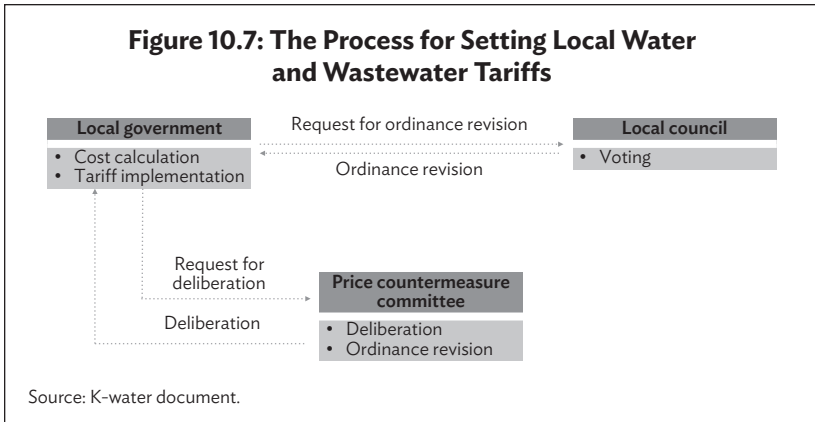 Figure 10.7: The Process for Setting Local Water
and Wastewater Tariffs
Local government
• Cost calculation
• Tariff implementation
Request for ordinance revision
Ordinance revision
Local council
• Voting
Request for
deliberation
Deliberation
Price countermeasure
committee
• Deliberation
• Ordinance revision
Source: K-water document.